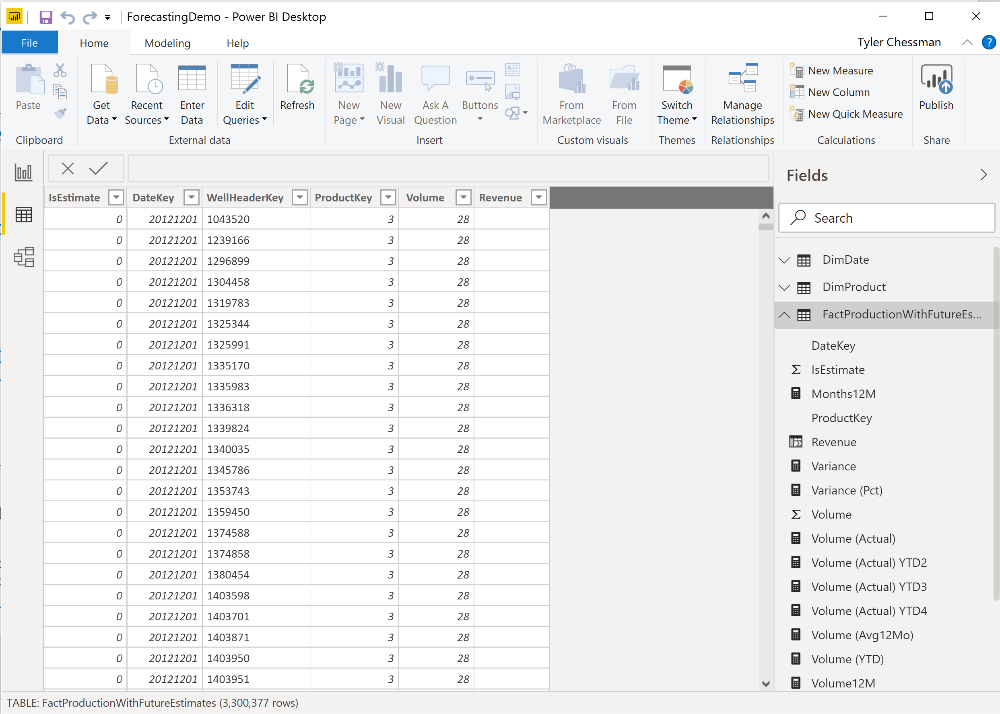 ForecastingDemo - Power BI Desktop
File Home Modeling Help Tyler Chessman ?
Paste
Get Data
Recent Sources
Enter Data
Edit Queries
Refresh
New Page
New Visual
Ask A Question
Buttons
A
From Marketplace
From File
Switch Theme
Manage Relationships
New Measure
New Column
New Quick Measure
Publish
Clipboard External data Insert Custom visuals Themes Relationships Calculations Share
IsEstimate DateKey WellHeaderKey ProductKey Volume Revenue
0 20121201 1043520 3 28
0 20121201 1239166 3 28
0 20121201 1296899 3 28
0 20121201 1304458 3 28
0 20121201 1319783 3 28
0 20121201 1325344 3 28
0 20121201 1325991 3 28
0 20121201 1335170 3 28
0 20121201 1335983 3 28
0 20121201 1336318 3 28
0 20121201 1339824 3 28
0 20121201 1340035 3 28
0 20121201 1345786 3 28
0 20121201 1353743 3 28
0 20121201 1359450 3 28
0 20121201 1374588 3 28
0 20121201 1374858 3 28
0 20121201 1380454 3 28
0 20121201 1403598 3 28
0 20121201 1403701 3 28
0 20121201 1403871 3 28
0 20121201 1403950 3 28
0 20121201 1403951 3 28
Fields
Search
DimDate
DimProduct
FactProductionWithFutureEs...
DateKey
Σ IsEstimate
Months12M
ProductKey
Revenue
Variance
Variance (Pct)
Σ Volume
Volume (Actual)
Volume (Actual) YTD2
Volume (Actual) YTD3
Volume (Actual) YTD4
Volume (Avg12Mo)
Volume (YTD)
Volume12M
TABLE: FactProductionWithFutureEstimates (3,300,377 rows)